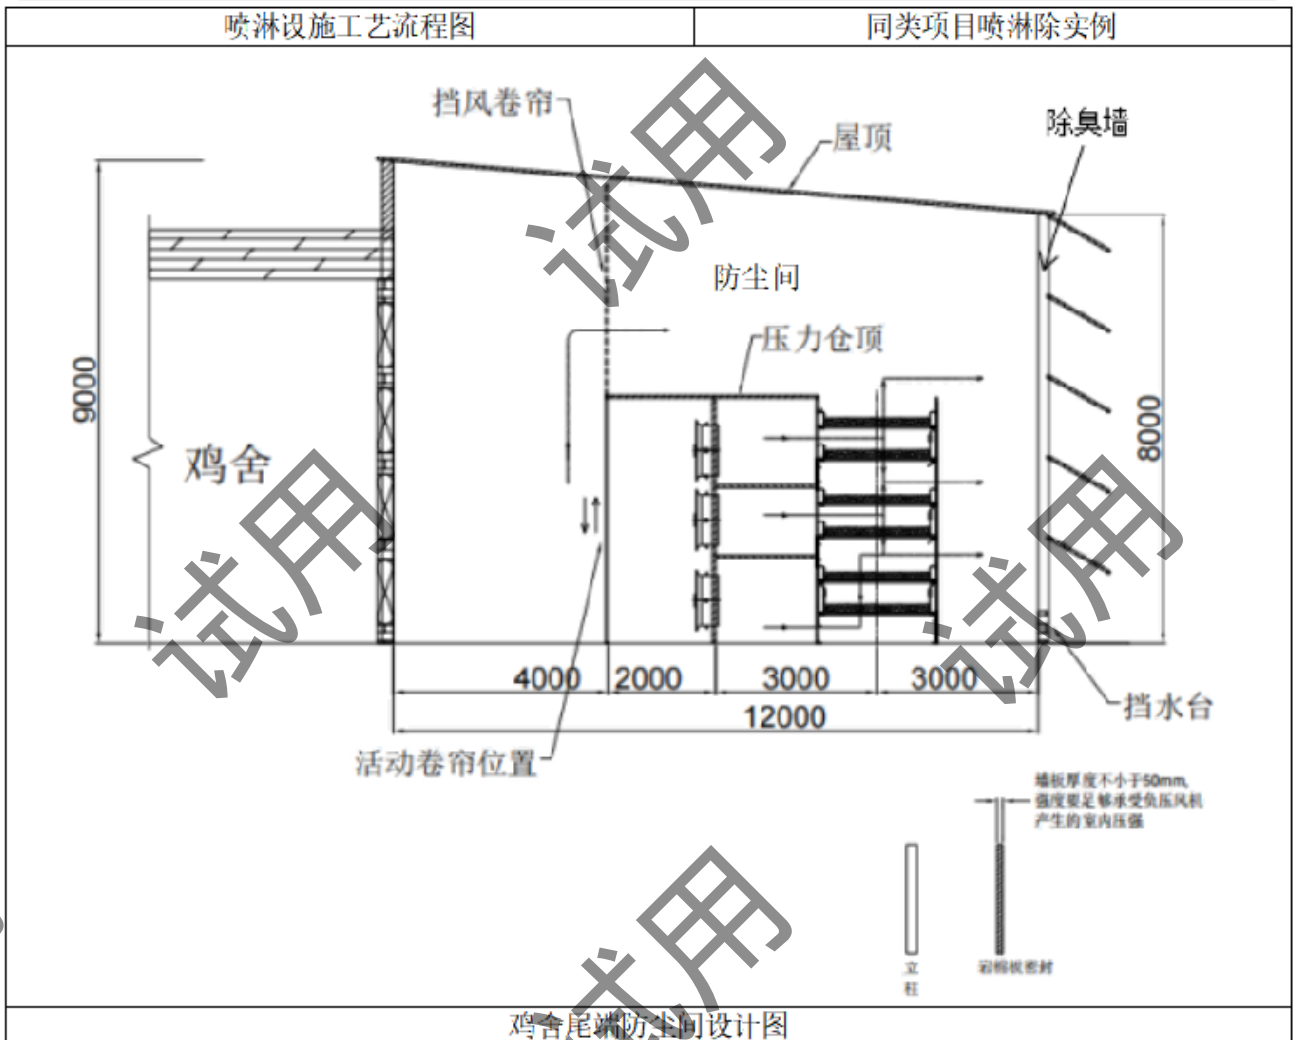 喷淋设施工艺流程图
同类项目喷淋除实例
挡风卷帘
屋顶
除臭墙
防尘间
压力仓顶
9000
8000
鸡舍
4000
2000
3000
3000
12000
挡水台
活动卷帘位置
墙板厚度不小于50mm,
强度要足够承受负压风机
产生的室内压强
立
柱
岩棉板密封
鸡舍尾端防尘间设计图
试用
试用
试用
试用